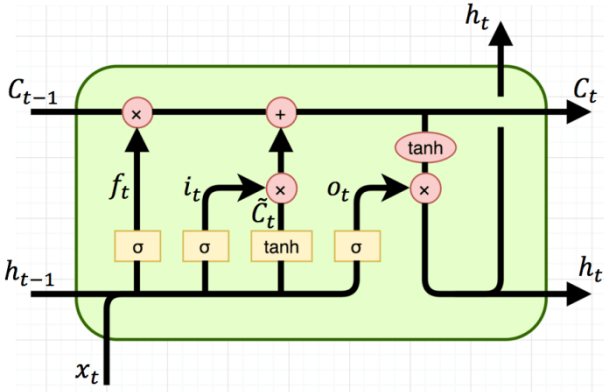 h_t
C_{t-1}
×
+
C_t
tanh
f_t
i_t
×
C̃_t
o_t
×
σ
σ
tanh
σ
h_{t-1}
h_t
x_t